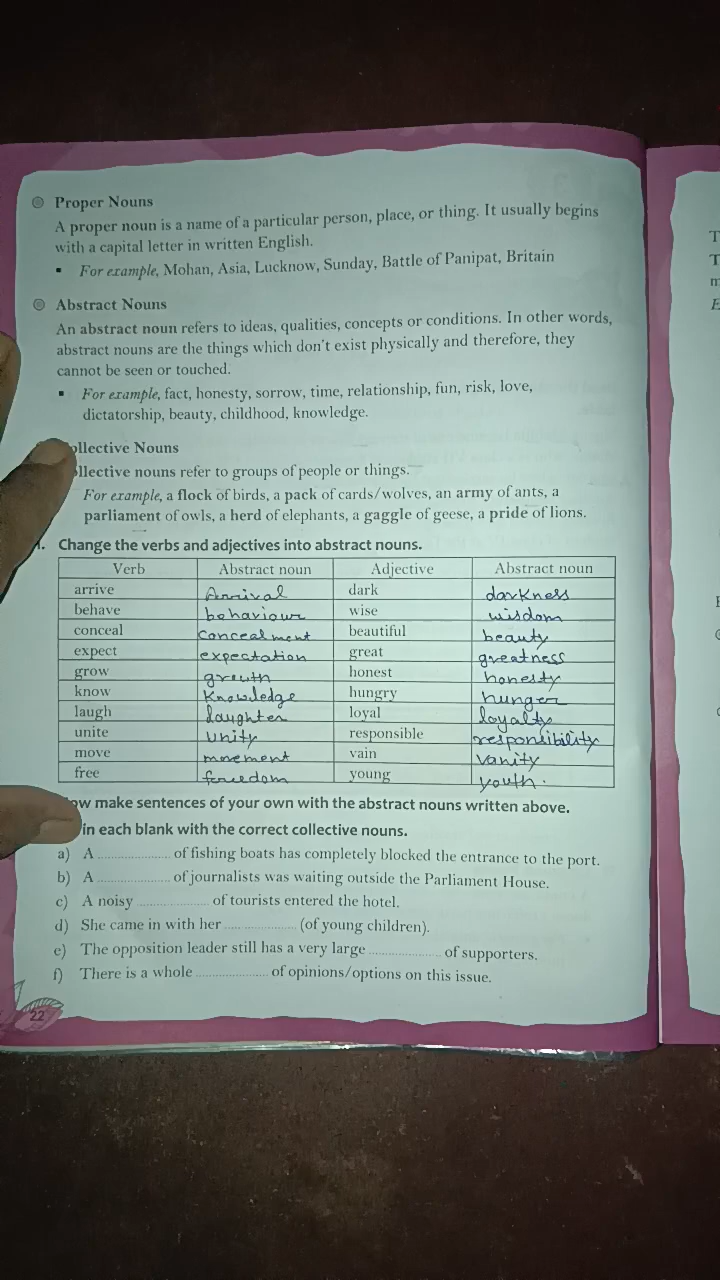 Proper Nouns
A proper noun is a name of a particular person, place, or thing. It usually begins
with a capital letter in written English.
▪ For example, Mohan, Asia, Lucknow, Sunday, Battle of Panipat, Britain
Abstract Nouns
An abstract noun refers to ideas, qualities, concepts or conditions. In other words,
abstract nouns are the things which don't exist physically and therefore, they
cannot be seen or touched.
▪ For example, fact, honesty, sorrow, time, relationship, fun, risk, love,
dictatorship, beauty, childhood, knowledge.
ollective Nouns
llective nouns refer to groups of people or things.
For example, a flock of birds, a pack of cards/wolves, an army of ants, a
parliament of owls, a herd of elephants, a gaggle of geese, a pride of lions.
Change the verbs and adjectives into abstract nouns.
Verb Abstract noun Adjective Abstract noun
arrive Arrival dark darkness
behave behaviour wise wisdom
conceal concealment beautiful beauty
expect expectation great greatness
grow growth honest honesty
know knowledge hungry hunger
laugh laughter loyal loyalty
unite unity responsible responsibility
move movement vain vanity
free freedom young youth.
ow make sentences of your own with the abstract nouns written above.
in each blank with the correct collective nouns.
a) A .................... of fishing boats has completely blocked the entrance to the port.
b) A .................... of journalists was waiting outside the Parliament House.
c) A noisy .................... of tourists entered the hotel.
d) She came in with her .................... (of young children).
e) The opposition leader still has a very large .................... of supporters.
f) There is a whole .................... of opinions/options on this issue.
22